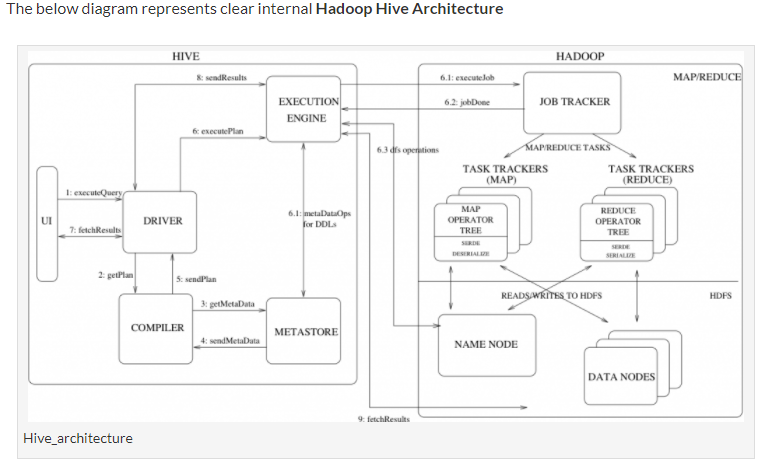 The below diagram represents clear internal Hadoop Hive Architecture
HIVE
HADOOP
8: sendResults
6.1: executeJob
MAP/REDUCE
EXECUTION
ENGINE
6.2: jobDone
JOB TRACKER
6: executePlan
6.3 dfs operations
MAP/REDUCE TASKS
TASK TRACKERS
(MAP)
TASK TRACKERS
(REDUCE)
UI
1: executeQuery
7: fetchResults
DRIVER
6.1: metaDataOps
for DDLs
MAP
OPERATOR
TREE
SERDE
DESERIALIZE
REDUCE
OPERATOR
TREE
SERDE
SERIALIZE
2: getPlan
5: sendPlan
READS/WRITES TO HDFS
HDFS
3: getMetaData
COMPILER
4: sendMetaData
METASTORE
NAME NODE
DATA NODES
9: fetchResults
Hive_architecture